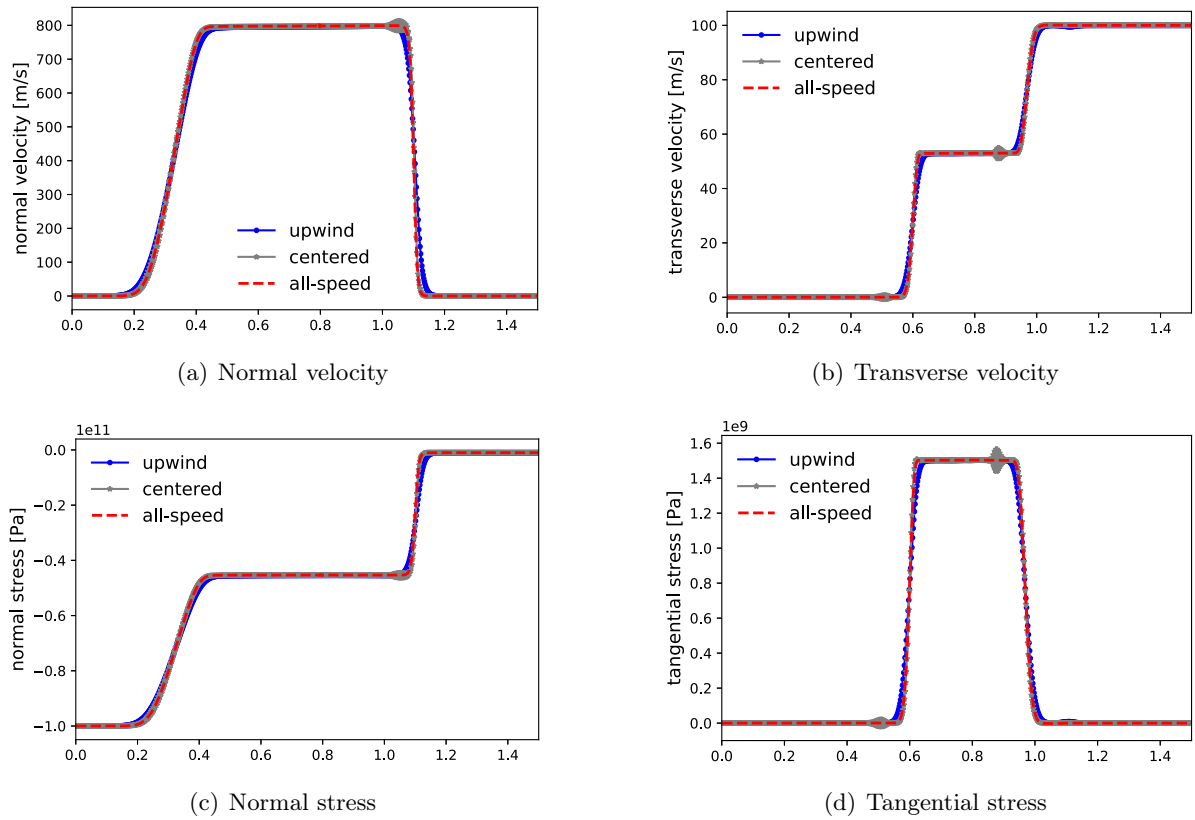 800
700
600
500
400
300
200
100
0
normal velocity [m/s]
upwind
centered
all-speed
0.0 0.2 0.4 0.6 0.8 1.0 1.2 1.4
(a) Normal velocity
100
80
60
40
20
0
transverse velocity [m/s]
upwind
centered
all-speed
0.0 0.2 0.4 0.6 0.8 1.0 1.2 1.4
(b) Transverse velocity
1e11
0.0
−0.2
−0.4
−0.6
−0.8
−1.0
normal stress [Pa]
upwind
centered
all-speed
0.0 0.2 0.4 0.6 0.8 1.0 1.2 1.4
(c) Normal stress
1e9
1.6
1.4
1.2
1.0
0.8
0.6
0.4
0.2
0.0
tangential stress [Pa]
upwind
centered
all-speed
0.0 0.2 0.4 0.6 0.8 1.0 1.2 1.4
(d) Tangential stress